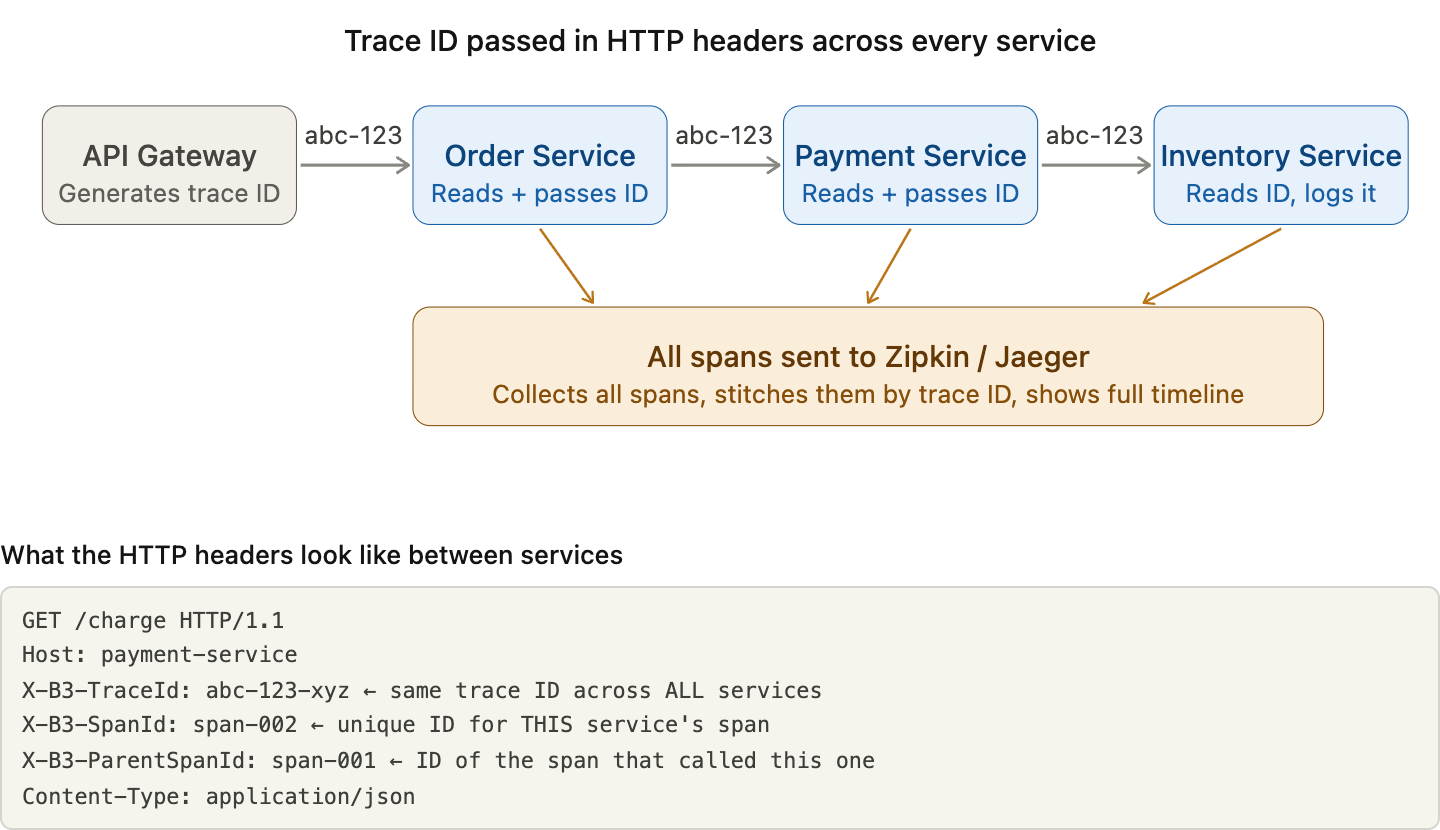 Trace ID passed in HTTP headers across every service
API Gateway
Generates trace ID
abc-123
Order Service
Reads + passes ID
abc-123
Payment Service
Reads + passes ID
abc-123
Inventory Service
Reads ID, logs it
All spans sent to Zipkin / Jaeger
Collects all spans, stitches them by trace ID, shows full timeline
What the HTTP headers look like between services
GET /charge HTTP/1.1
Host: payment-service
X-B3-TraceId: abc-123-xyz ← same trace ID across ALL services
X-B3-SpanId: span-002 ← unique ID for THIS service's span
X-B3-ParentSpanId: span-001 ← ID of the span that called this one
Content-Type: application/json